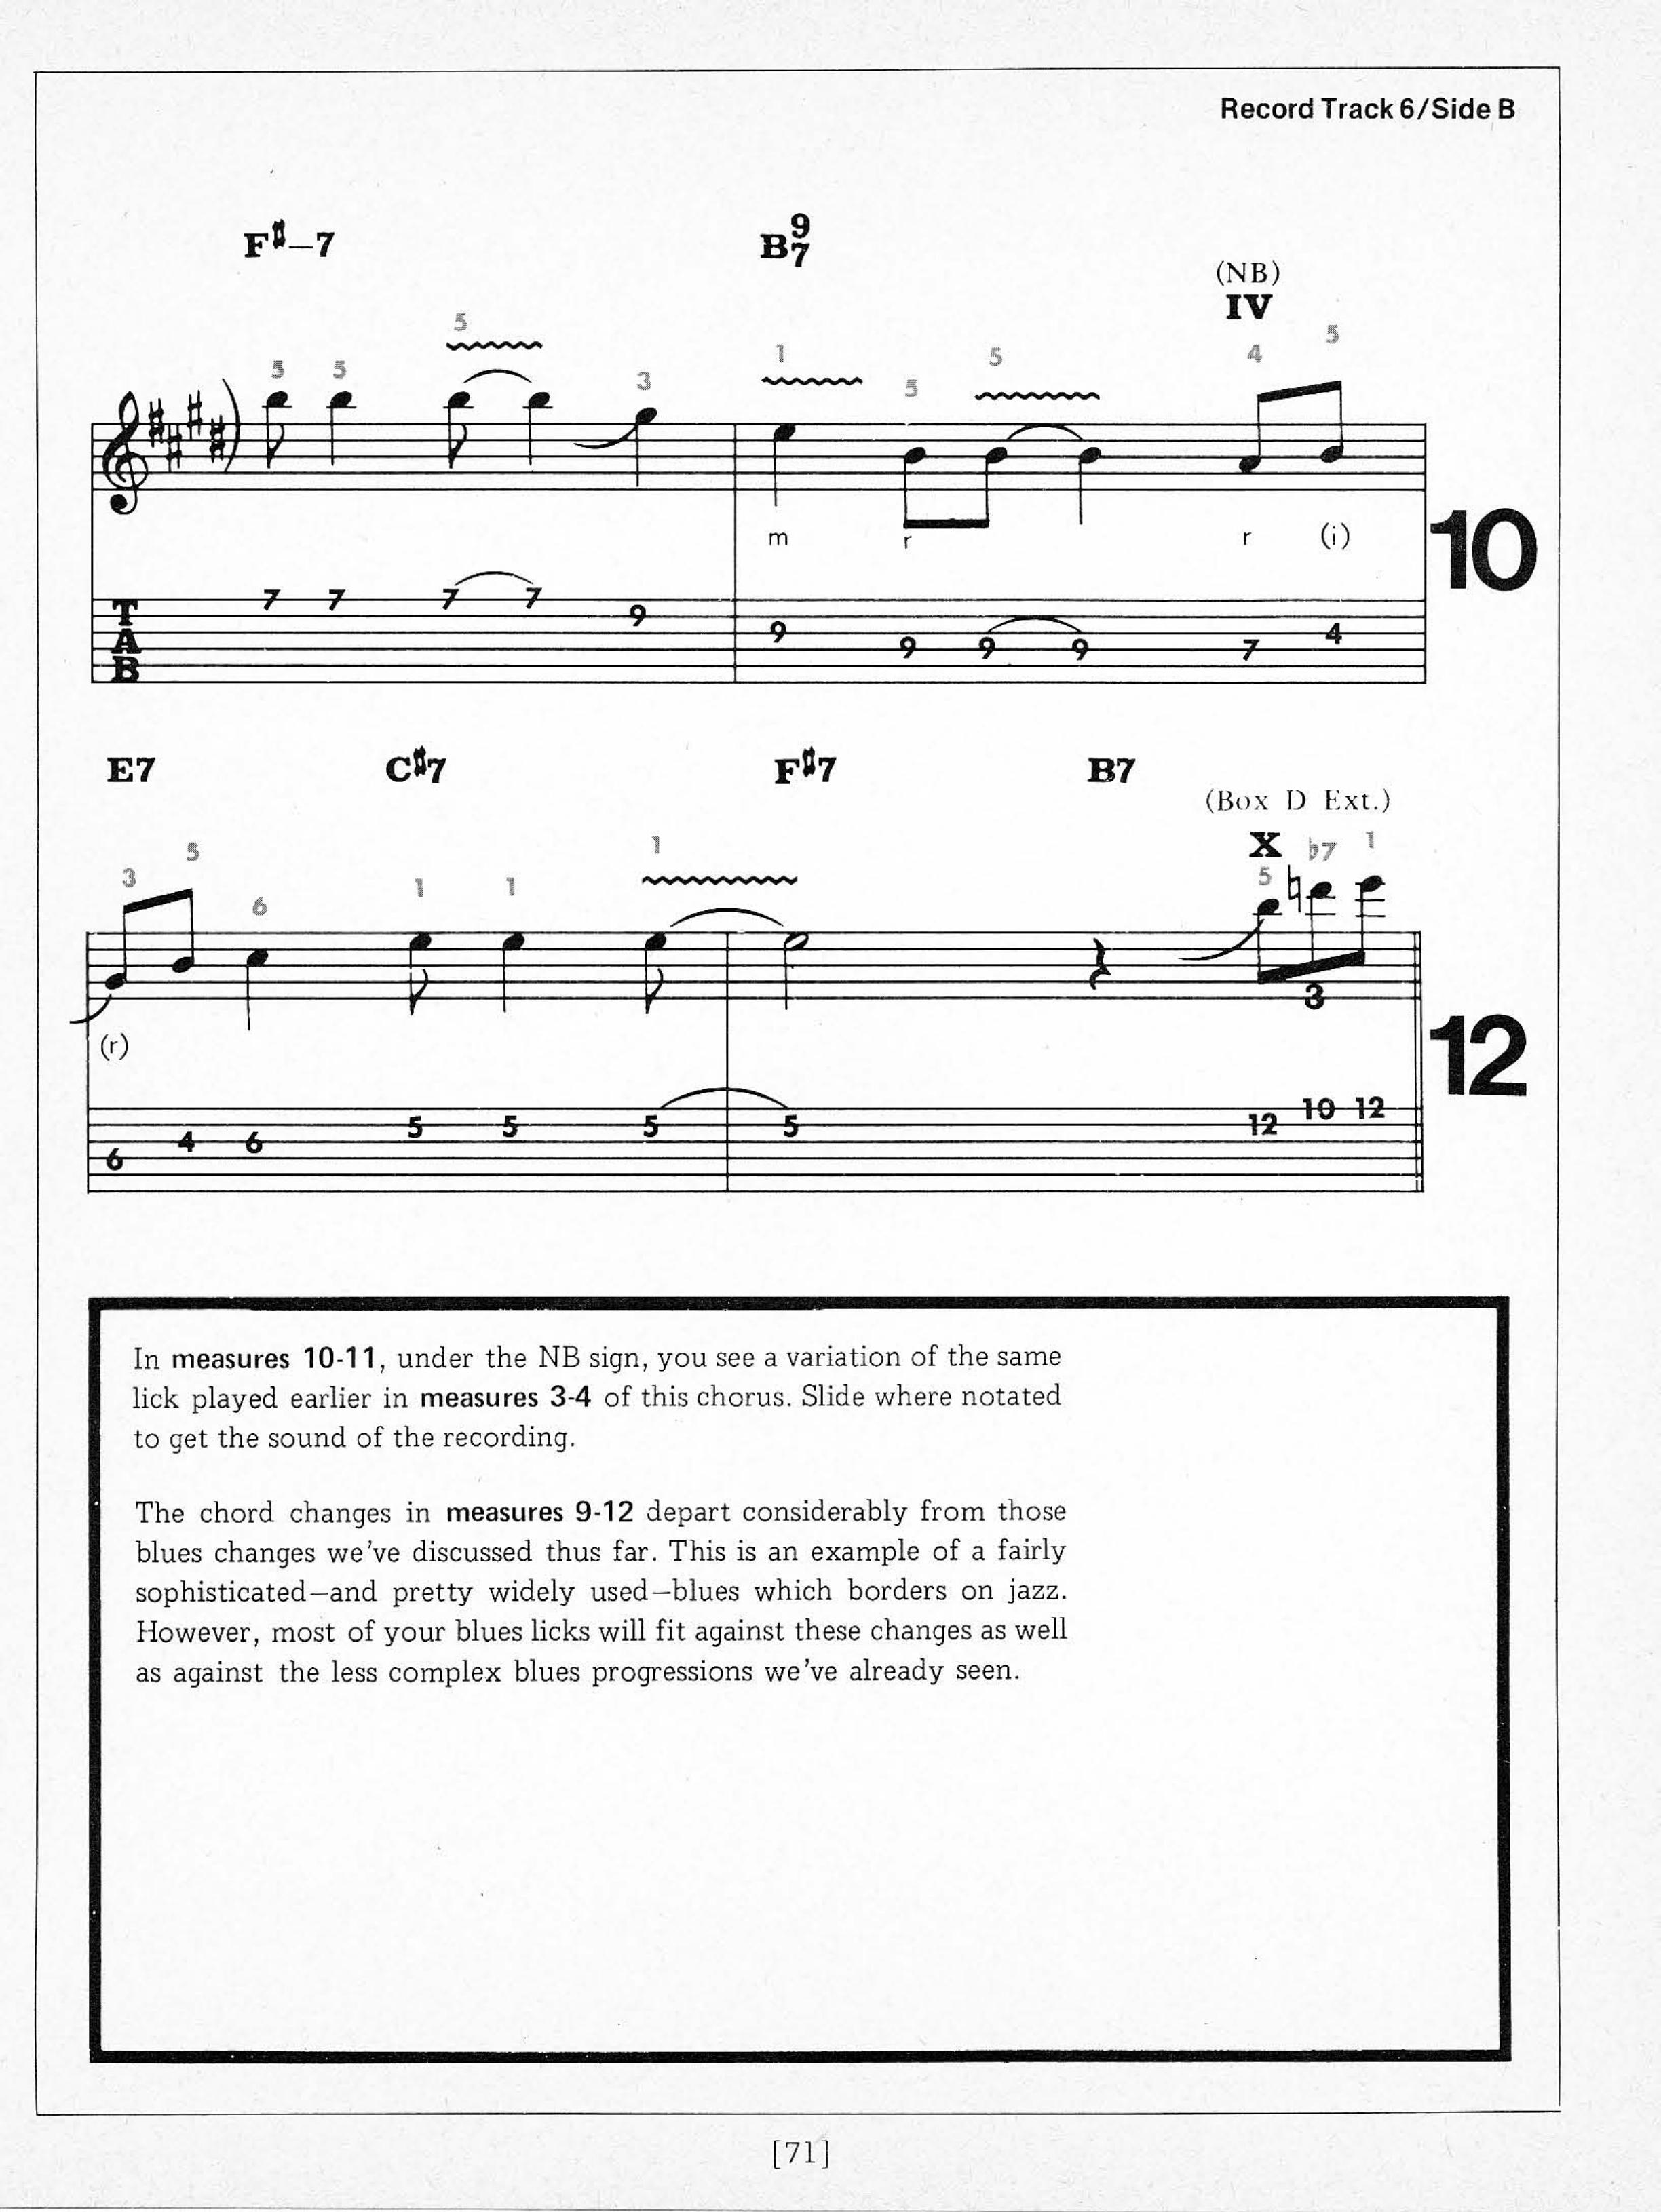 Record Track 6/Side B
F♯–7 B9/7
(NB)
IV
5 5 5 3 1 5 5 4 5
m r r (i)
10
TAB
7 7 7 7 9 9 9 9 9 7 4
E7 C♯7 F♯7 B7
(Box D Ext.)
X
3 5 6 1 1 1 5 ♭7 1
3
(r)
12
6 4 6 5 5 5 5 12 10 12
In measures 10-11, under the NB sign, you see a variation of the same
lick played earlier in measures 3-4 of this chorus. Slide where notated
to get the sound of the recording.
The chord changes in measures 9-12 depart considerably from those
blues changes we've discussed thus far. This is an example of a fairly
sophisticated—and pretty widely used—blues which borders on jazz.
However, most of your blues licks will fit against these changes as well
as against the less complex blues progressions we've already seen.
[71]